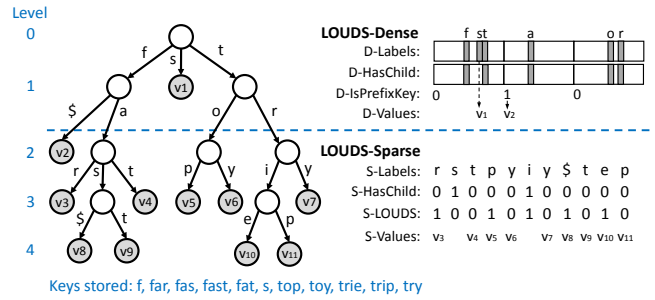 Level
0
1
2
3
4
f
s
t
v1
$
a
o
r
v2
r
s
t
p
y
i
y
v3
v4
v5
v6
v7
$
t
e
p
v8
v9
v10
v11
LOUDS-Dense
f st a o r
D-Labels:
D-HasChild:
D-IsPrefixKey: 0 1 0
D-Values: v1 v2
LOUDS-Sparse
S-Labels: r s t p y i y $ t e p
S-HasChild: 0 1 0 0 0 1 0 0 0 0 0
S-LOUDS: 1 0 0 1 0 1 0 1 0 1 0
S-Values: v3 v4 v5 v6 v7 v8 v9 v10 v11
Keys stored: f, far, fas, fast, fat, s, top, toy, trie, trip, try